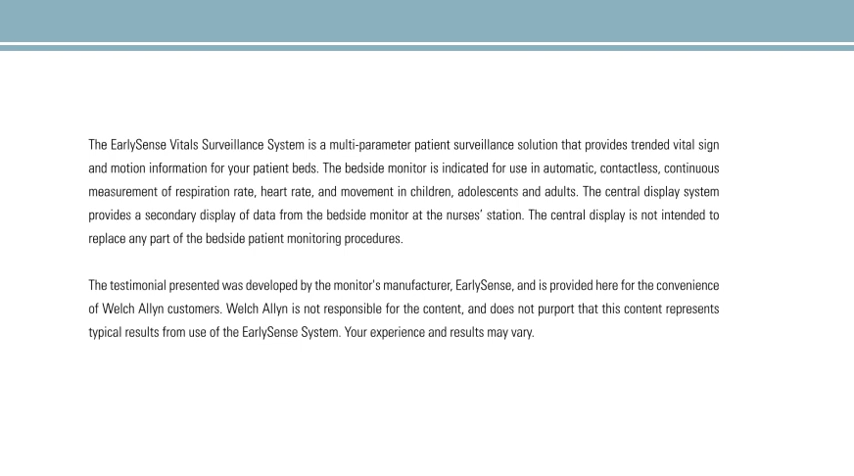 The EarlySense Vitals Surveillance System is a multi-parameter patient surveillance solution that provides trended vital sign
and motion information for your patient beds. The bedside monitor is indicated for use in automatic, contactless, continuous
measurement of respiration rate, heart rate, and movement in children, adolescents and adults. The central display system
provides a secondary display of data from the bedside monitor at the nurses' station. The central display is not intended to
replace any part of the bedside patient monitoring procedures.
The testimonial presented was developed by the monitor's manufacturer, EarlySense, and is provided here for the convenience
of Welch Allyn customers. Welch Allyn is not responsible for the content, and does not purport that this content represents
typical results from use of the EarlySense System. Your experience and results may vary.